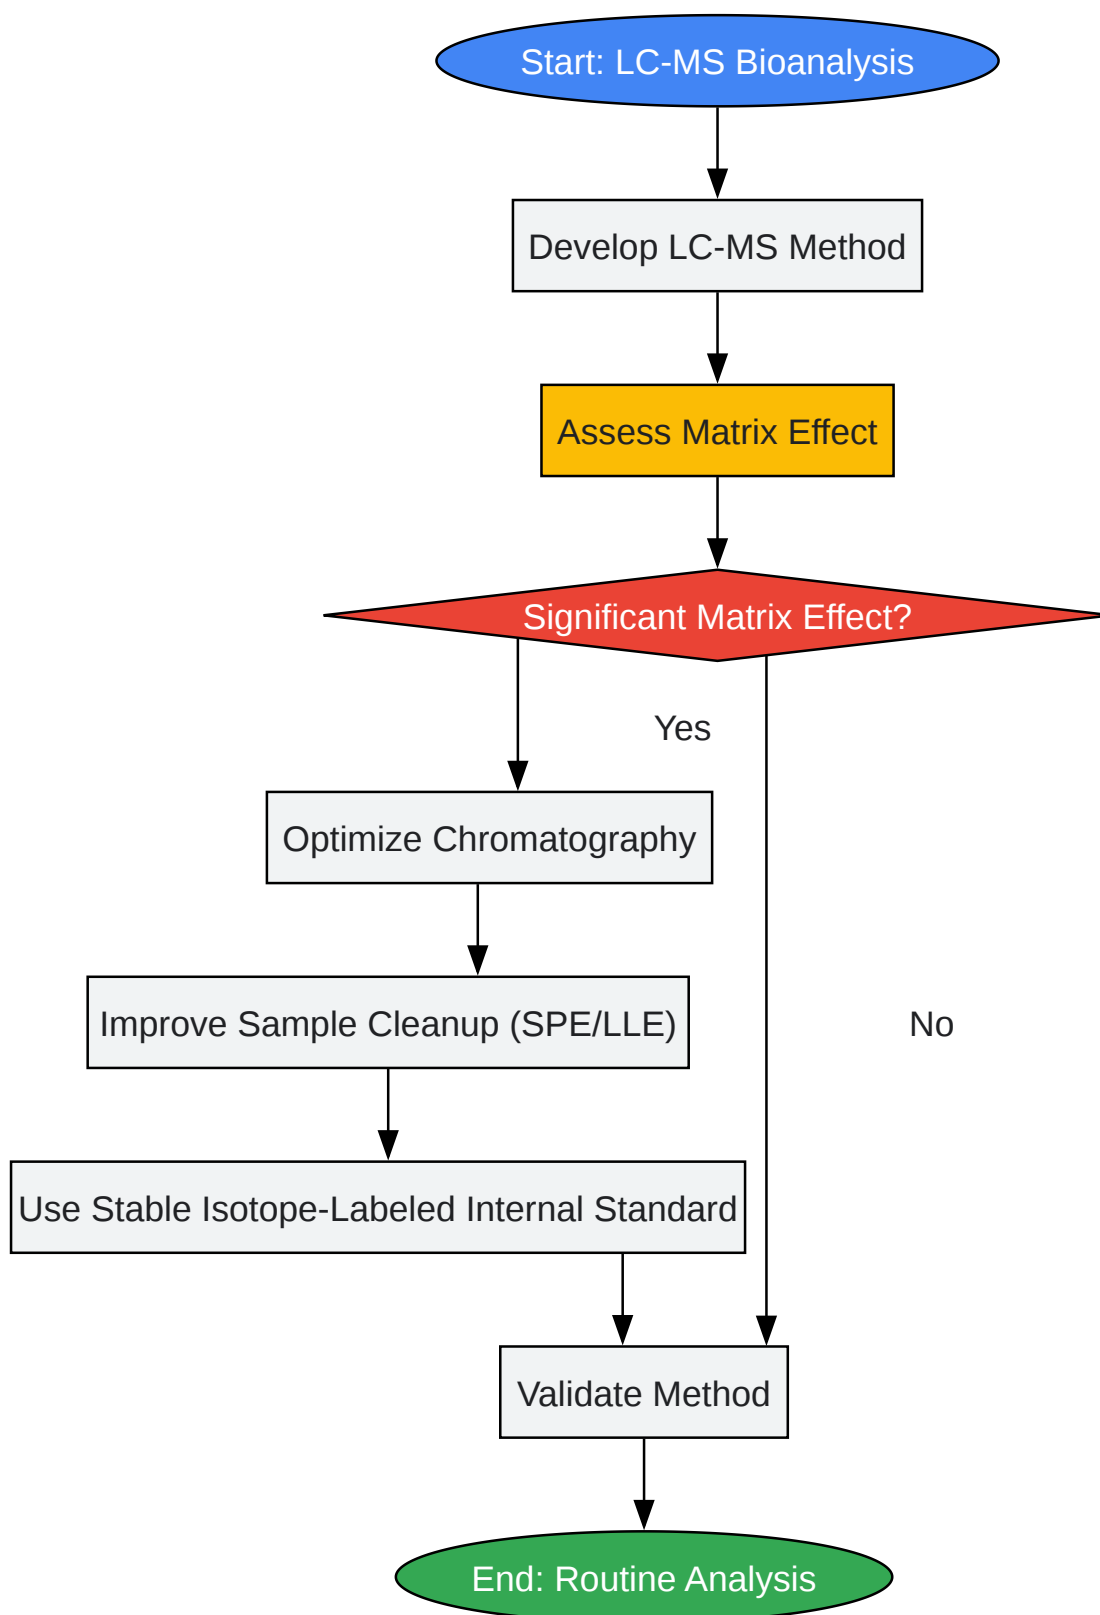 Start: LC-MS Bioanalysis
Develop LC-MS Method
Assess Matrix Effect
Significant Matrix Effect?
Yes
Optimize Chromatography
Improve Sample Cleanup (SPE/LLE)
No
Use Stable Isotope-Labeled Internal Standard
Validate Method
End: Routine Analysis